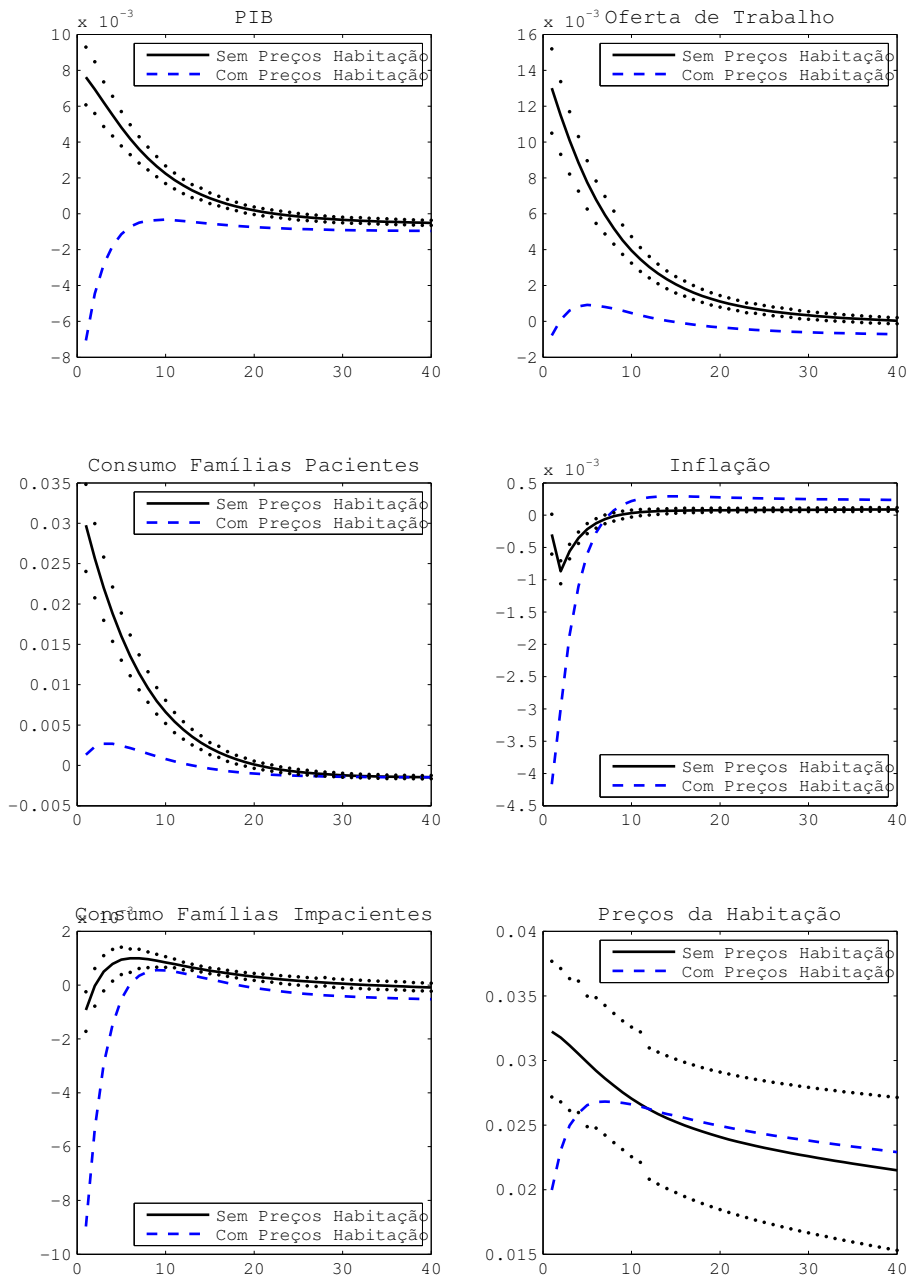 PIB
x 10⁻³
Sem Preços Habitação
Com Preços Habitação
10
8
6
4
2
0
−2
−4
−6
−8
0 10 20 30 40
Oferta de Trabalho
x 10⁻³
Sem Preços Habitação
Com Preços Habitação
16
14
12
10
8
6
4
2
0
−2
0 10 20 30 40
Consumo Famílias Pacientes
Sem Preços Habitação
Com Preços Habitação
0.035
0.03
0.025
0.02
0.015
0.01
0.005
0
−0.005
0 10 20 30 40
Inflação
x 10⁻³
0.5
0
−0.5
−1
−1.5
−2
−2.5
−3
−3.5
−4
−4.5
Sem Preços Habitação
Com Preços Habitação
0 10 20 30 40
Consumo Famílias Impacientes
x 10⁻³
2
0
−2
−4
−6
−8
−10
Sem Preços Habitação
Com Preços Habitação
0 10 20 30 40
Preços da Habitação
Sem Preços Habitação
Com Preços Habitação
0.04
0.035
0.03
0.025
0.02
0.015
0 10 20 30 40